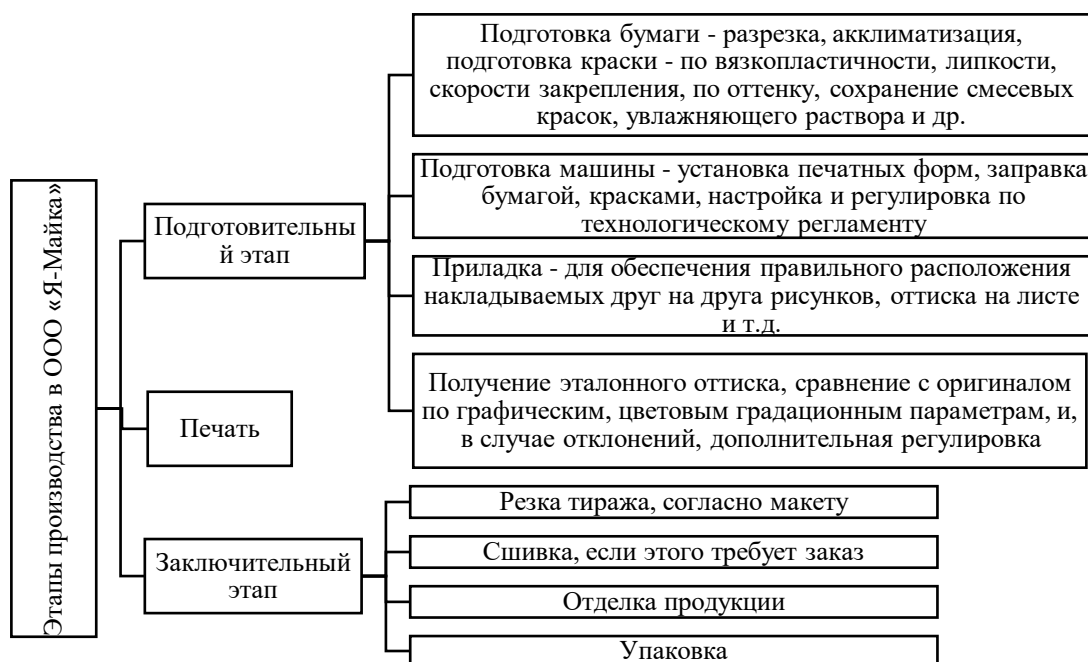 Этапы производства в ООО «Я-Майка»
Подготовительны
й этап
Подготовка бумаги - разрезка, акклиматизация,
подготовка краски - по вязкопластичности, липкости,
скорости закрепления, по оттенку, сохранение смесевых
красок, увлажняющего раствора и др.
Подготовка машины - установка печатных форм, заправка
бумагой, красками, настройка и регулировка по
технологическому регламенту
Приладка - для обеспечения правильного расположения
накладываемых друг на друга рисунков, оттиска на листе
и т.д.
Получение эталонного оттиска, сравнение с оригиналом
по графическим, цветовым градационным параметрам, и,
в случае отклонений, дополнительная регулировка
Печать
Заключительный
этап
Резка тиража, согласно макету
Сшивка, если этого требует заказ
Отделка продукции
Упаковка